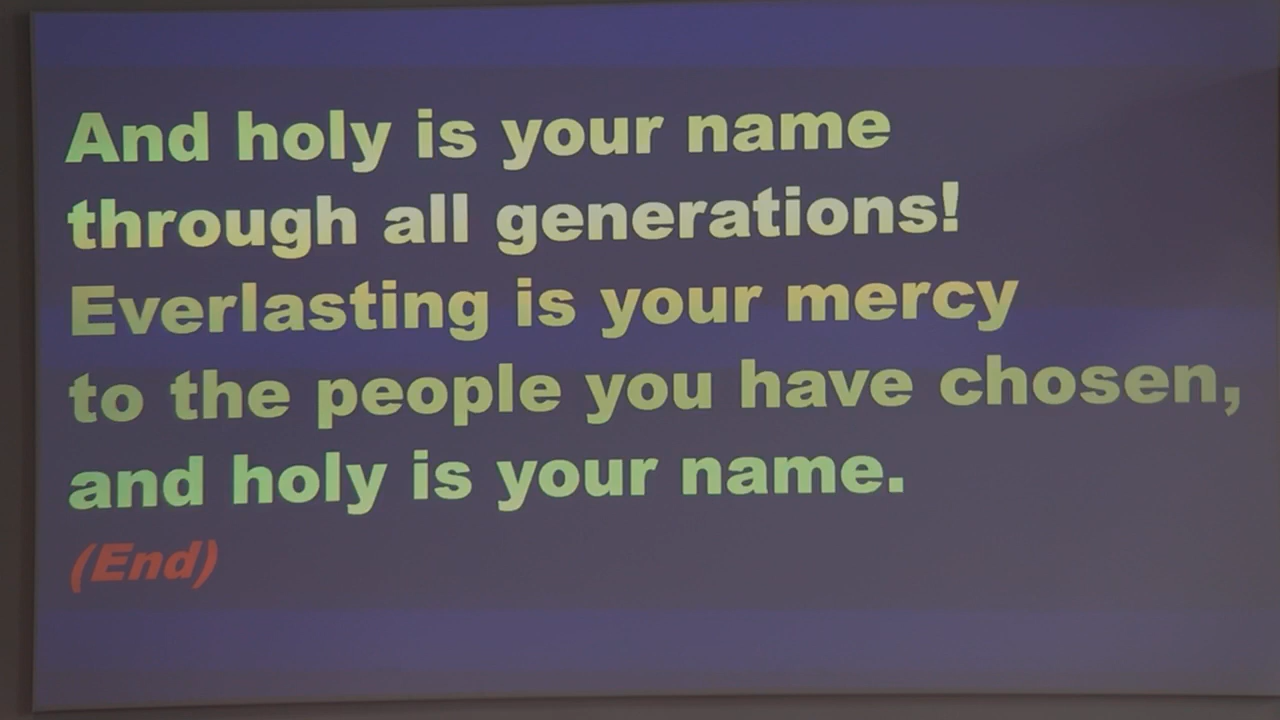 And holy is your name
through all generations!
Everlasting is your mercy
to the people you have chosen,
and holy is your name.
(End)